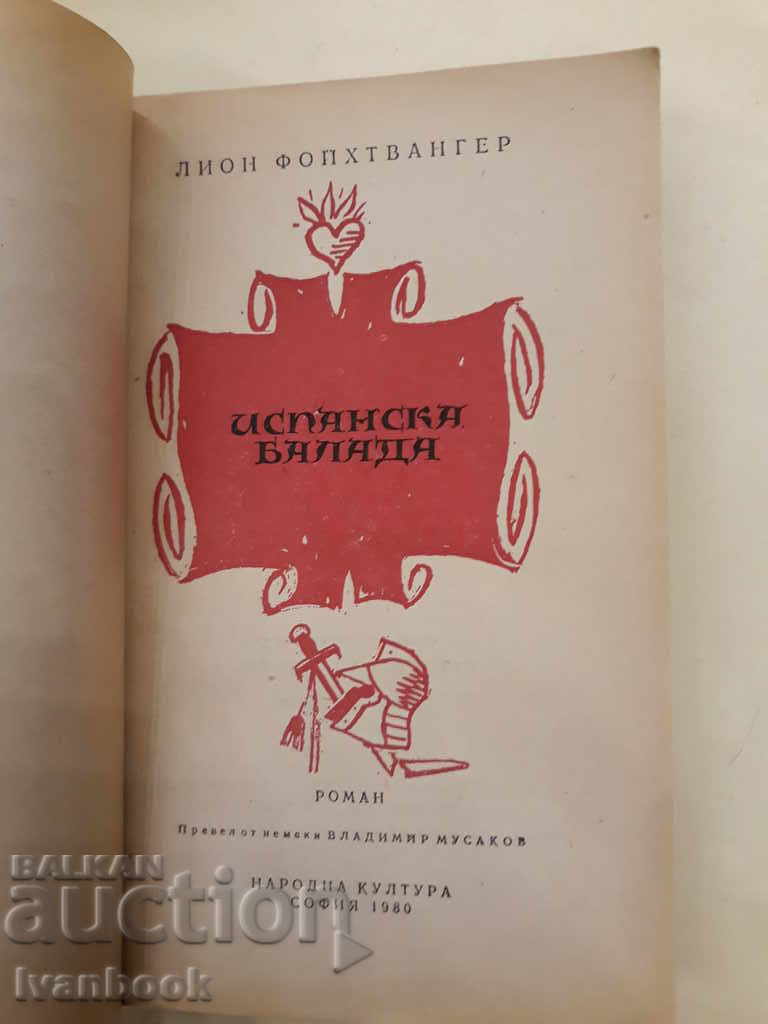 ЛИОН ФОЙХТВАНГЕР
ИСПАНСКА
БАЛАДА
РОМАН
Превел от немски ВЛАДИМИР МУСАКОВ
НАРОДНА КУЛТУРА
СОФИЯ 1980
BALKAN
auction
Ivanbook